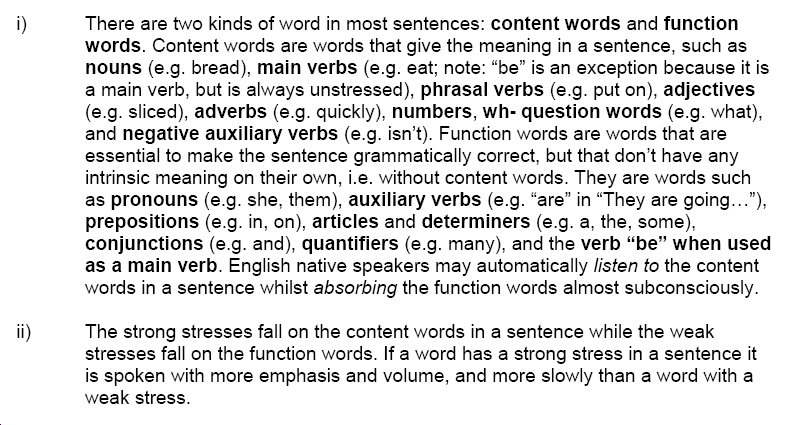 i) There are two kinds of word in most sentences: content words and function
words. Content words are words that give the meaning in a sentence, such as
nouns (e.g. bread), main verbs (e.g. eat; note: “be” is an exception because it is
a main verb, but is always unstressed), phrasal verbs (e.g. put on), adjectives
(e.g. sliced), adverbs (e.g. quickly), numbers, wh- question words (e.g. what),
and negative auxiliary verbs (e.g. isn’t). Function words are words that are
essential to make the sentence grammatically correct, but that don’t have any
intrinsic meaning on their own, i.e. without content words. They are words such
as pronouns (e.g. she, them), auxiliary verbs (e.g. “are” in “They are going…”),
prepositions (e.g. in, on), articles and determiners (e.g. a, the, some),
conjunctions (e.g. and), quantifiers (e.g. many), and the verb “be” when used
as a main verb. English native speakers may automatically listen to the content
words in a sentence whilst absorbing the function words almost subconsciously.
ii) The strong stresses fall on the content words in a sentence while the weak
stresses fall on the function words. If a word has a strong stress in a sentence it
is spoken with more emphasis and volume, and more slowly than a word with a
weak stress.